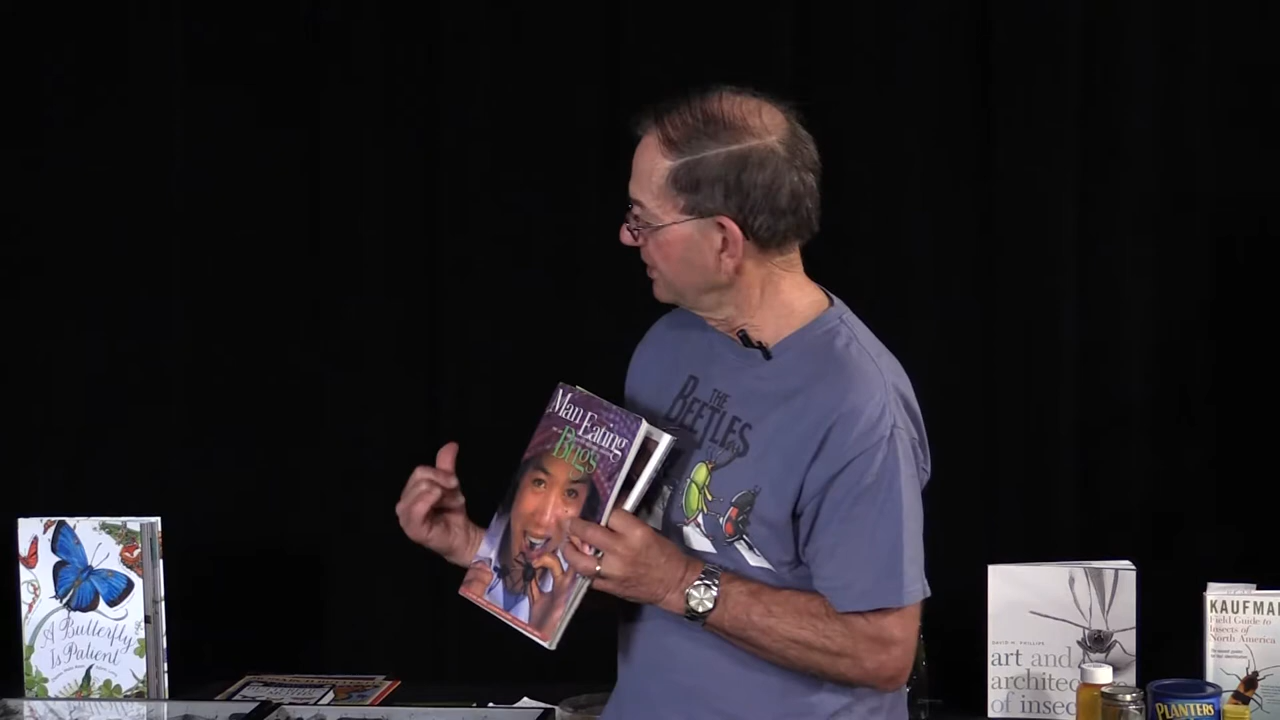 THE
BEETLES
Man Eating
Bugs
A Butterfly
Is Patient
DAVID M. PHILLIPS
art and
architec
of insec
KAUFMA
Field Guide to
Insects of
North America
PLANTERS